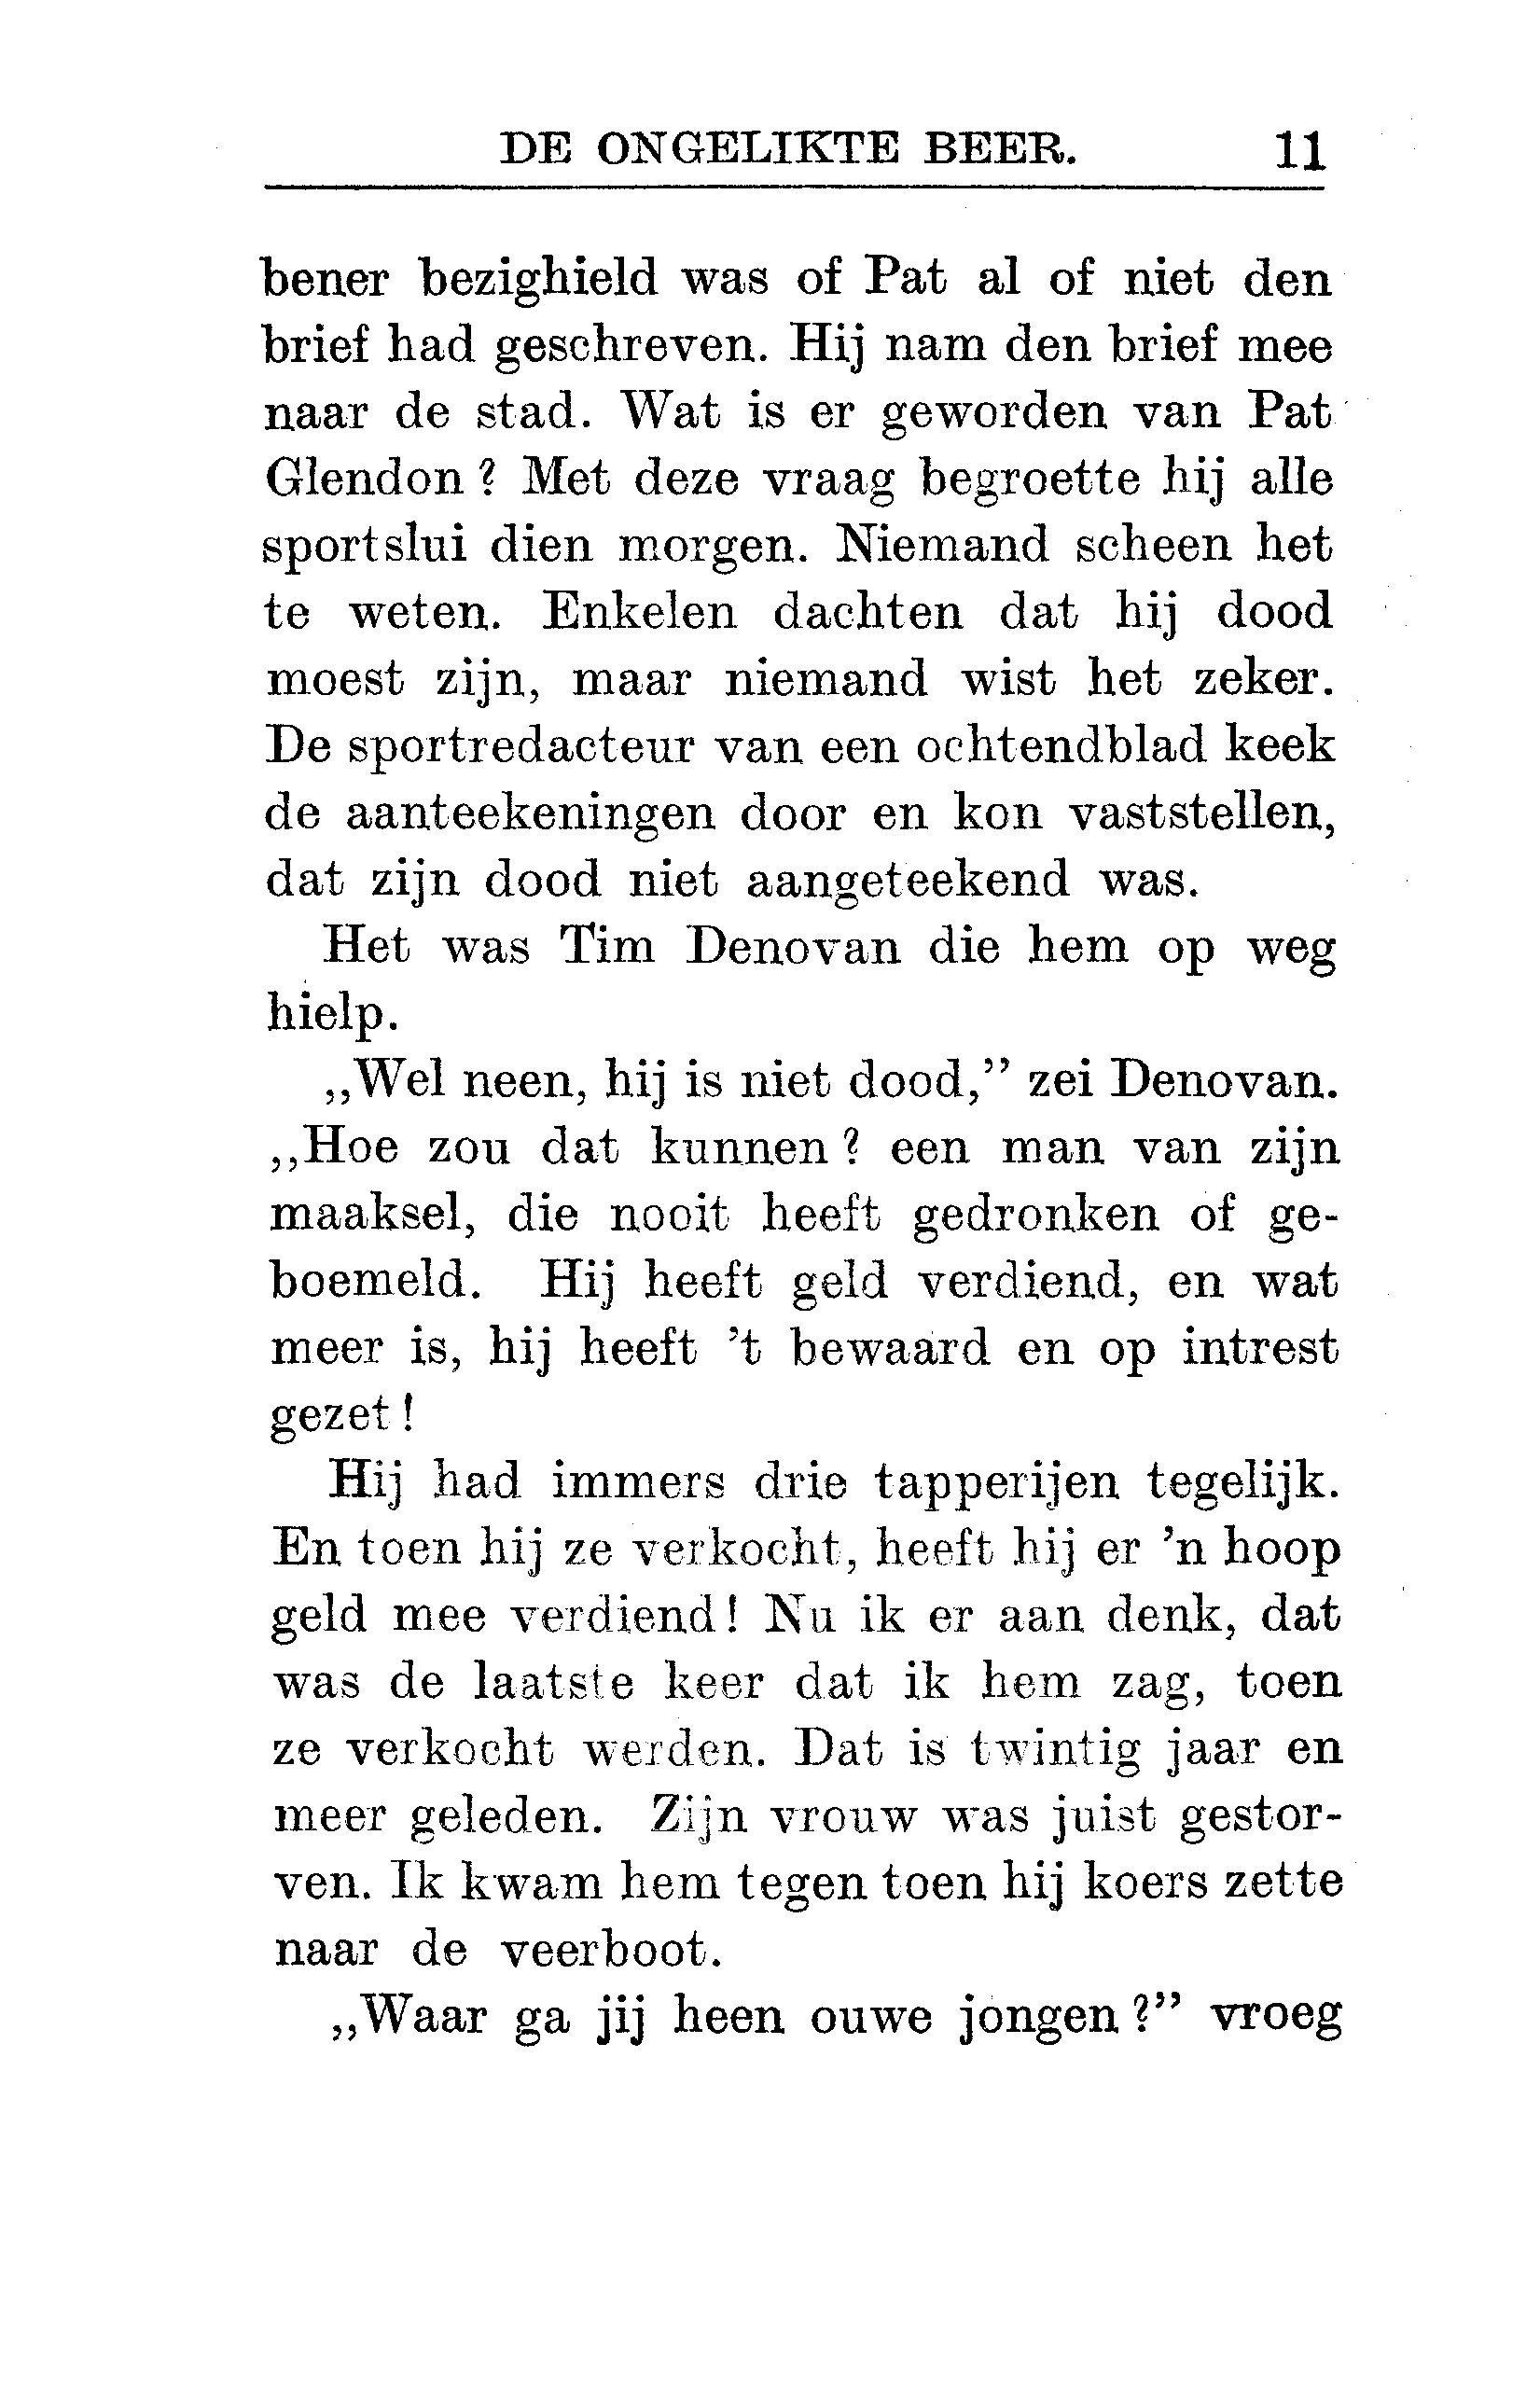 DE ONGELIKTE BEER. 11
bener bezighield was of Pat al of niet den
brief had geschreven. Hij nam den brief mee
naar de stad. Wat is er geworden van Pat
Glendon? Met deze vraag begroette hij alle
sportslui dien morgen. Niemand scheen het
te weten. Enkelen dachten dat hij dood
moest zijn, maar niemand wist het zeker.
De sportredacteur van een ochtendblad keek
de aanteekeningen door en kon vaststellen,
dat zijn dood niet aangeteekend was.
Het was Tim Denovan die hem op weg
hielp.
„Wel neen, hij is niet dood,” zei Denovan.
„Hoe zou dat kunnen? een man van zijn
maaksel, die nooit heeft gedronken of ge-
boemeld. Hij heeft geld verdiend, en wat
meer is, hij heeft ’t bewaard en op intrest
gezet!
Hij had immers drie tapperijen tegelijk.
En toen hij ze verkocht, heeft hij er ’n hoop
geld mee verdiend! Nu ik er aan denk, dat
was de laatste keer dat ik hem zag, toen
ze verkocht werden. Dat is twintig jaar en
meer geleden. Zijn vrouw was juist gestor-
ven. Ik kwam hem tegen toen hij koers zette
naar de veerboot.
„Waar ga jij heen ouwe jongen?” vroeg